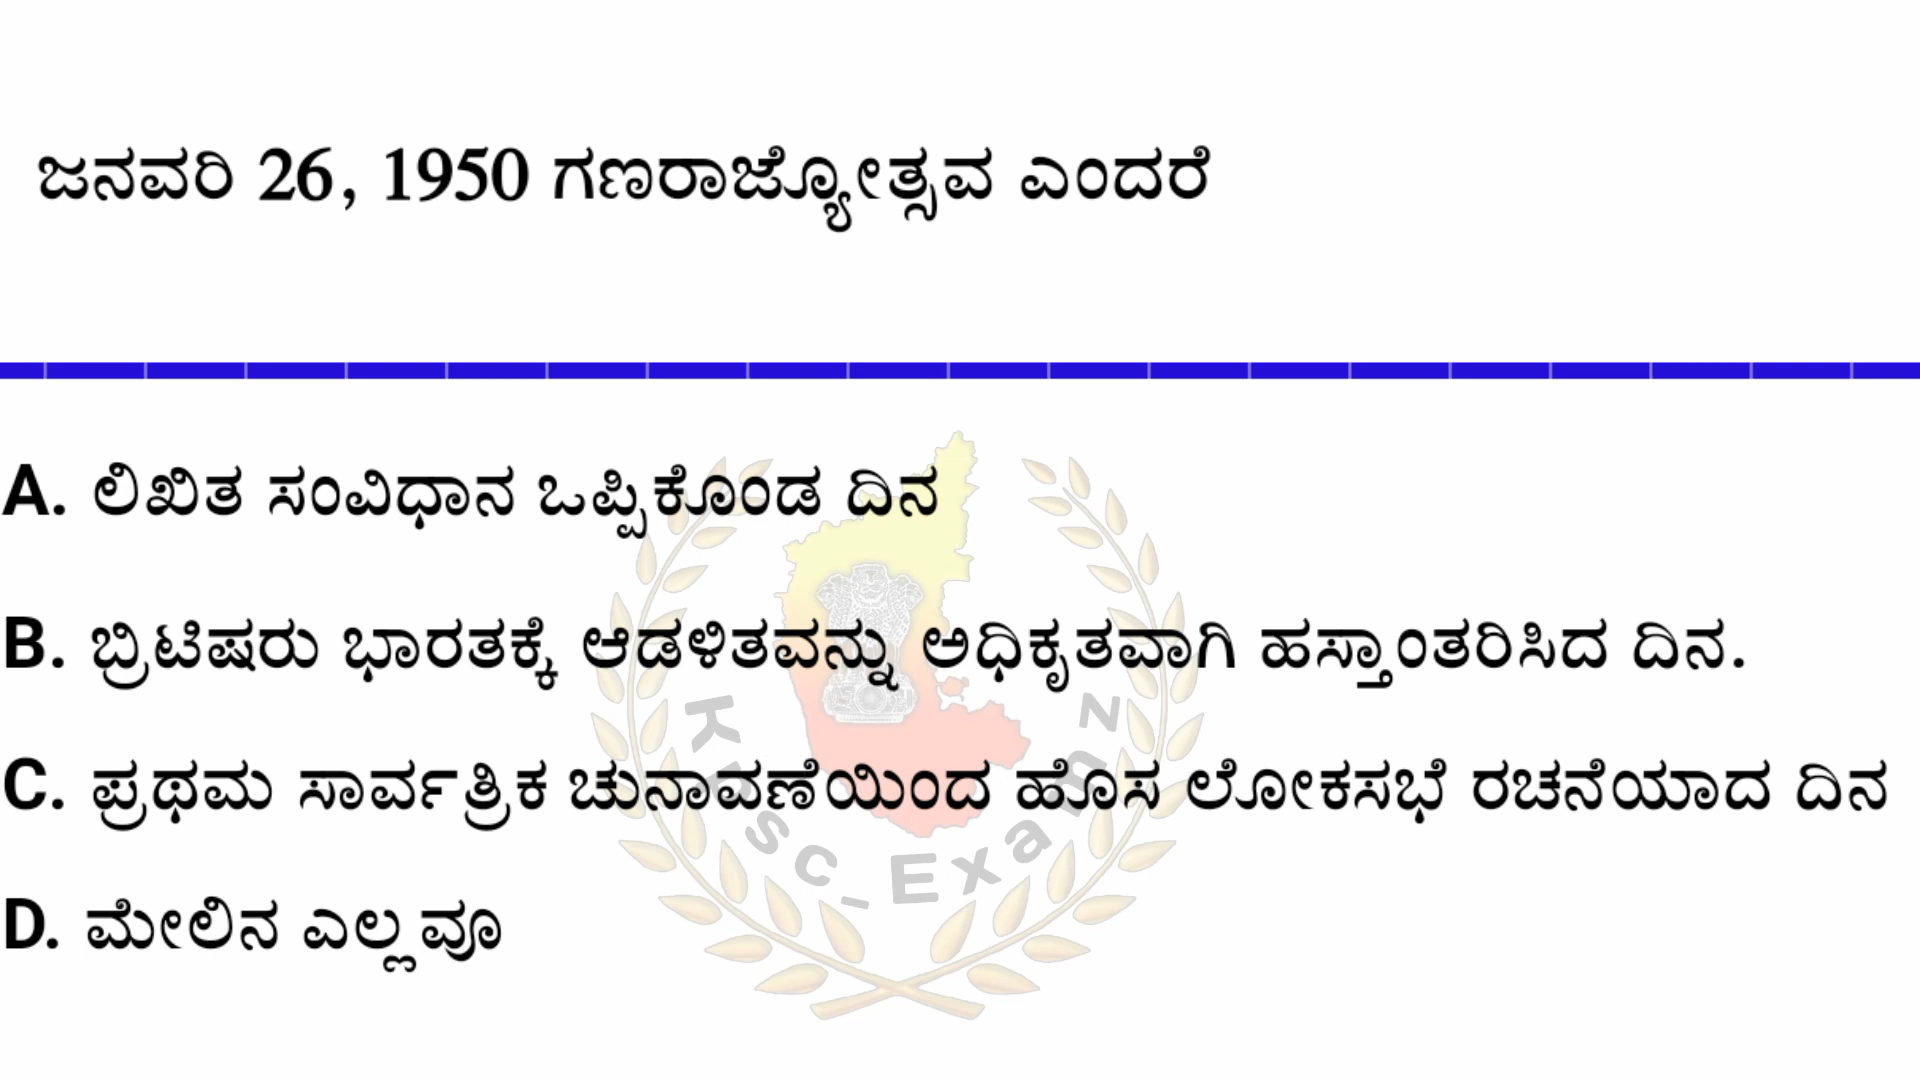 ಜನವರಿ 26, 1950 ಗಣರಾಜ್ಯೋತ್ಸವ ಎಂದರೆ
A. ಲಿಖಿತ ಸಂವಿಧಾನ ಒಪ್ಪಿಕೊಂಡ ದಿನ
B. ಬ್ರಿಟಿಷರು ಭಾರತಕ್ಕೆ ಆಡಳಿತವನ್ನು ಅಧಿಕೃತವಾಗಿ ಹಸ್ತಾಂತರಿಸಿದ ದಿನ.
C. ಪ್ರಥಮ ಸಾರ್ವತ್ರಿಕ ಚುನಾವಣೆಯಿಂದ ಹೊಸ ಲೋಕಸಭೆ ರಚನೆಯಾದ ದಿನ
D. ಮೇಲಿನ ಎಲ್ಲವೂ
Kpsc_Examz